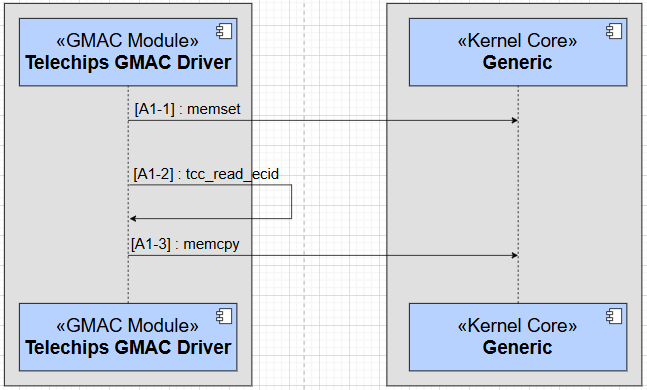 «GMAC Module»
Telechips GMAC Driver
«Kernel Core»
Generic
[A1-1] : memset
[A1-2] : tcc_read_ecid
[A1-3] : memcpy
«GMAC Module»
Telechips GMAC Driver
«Kernel Core»
Generic